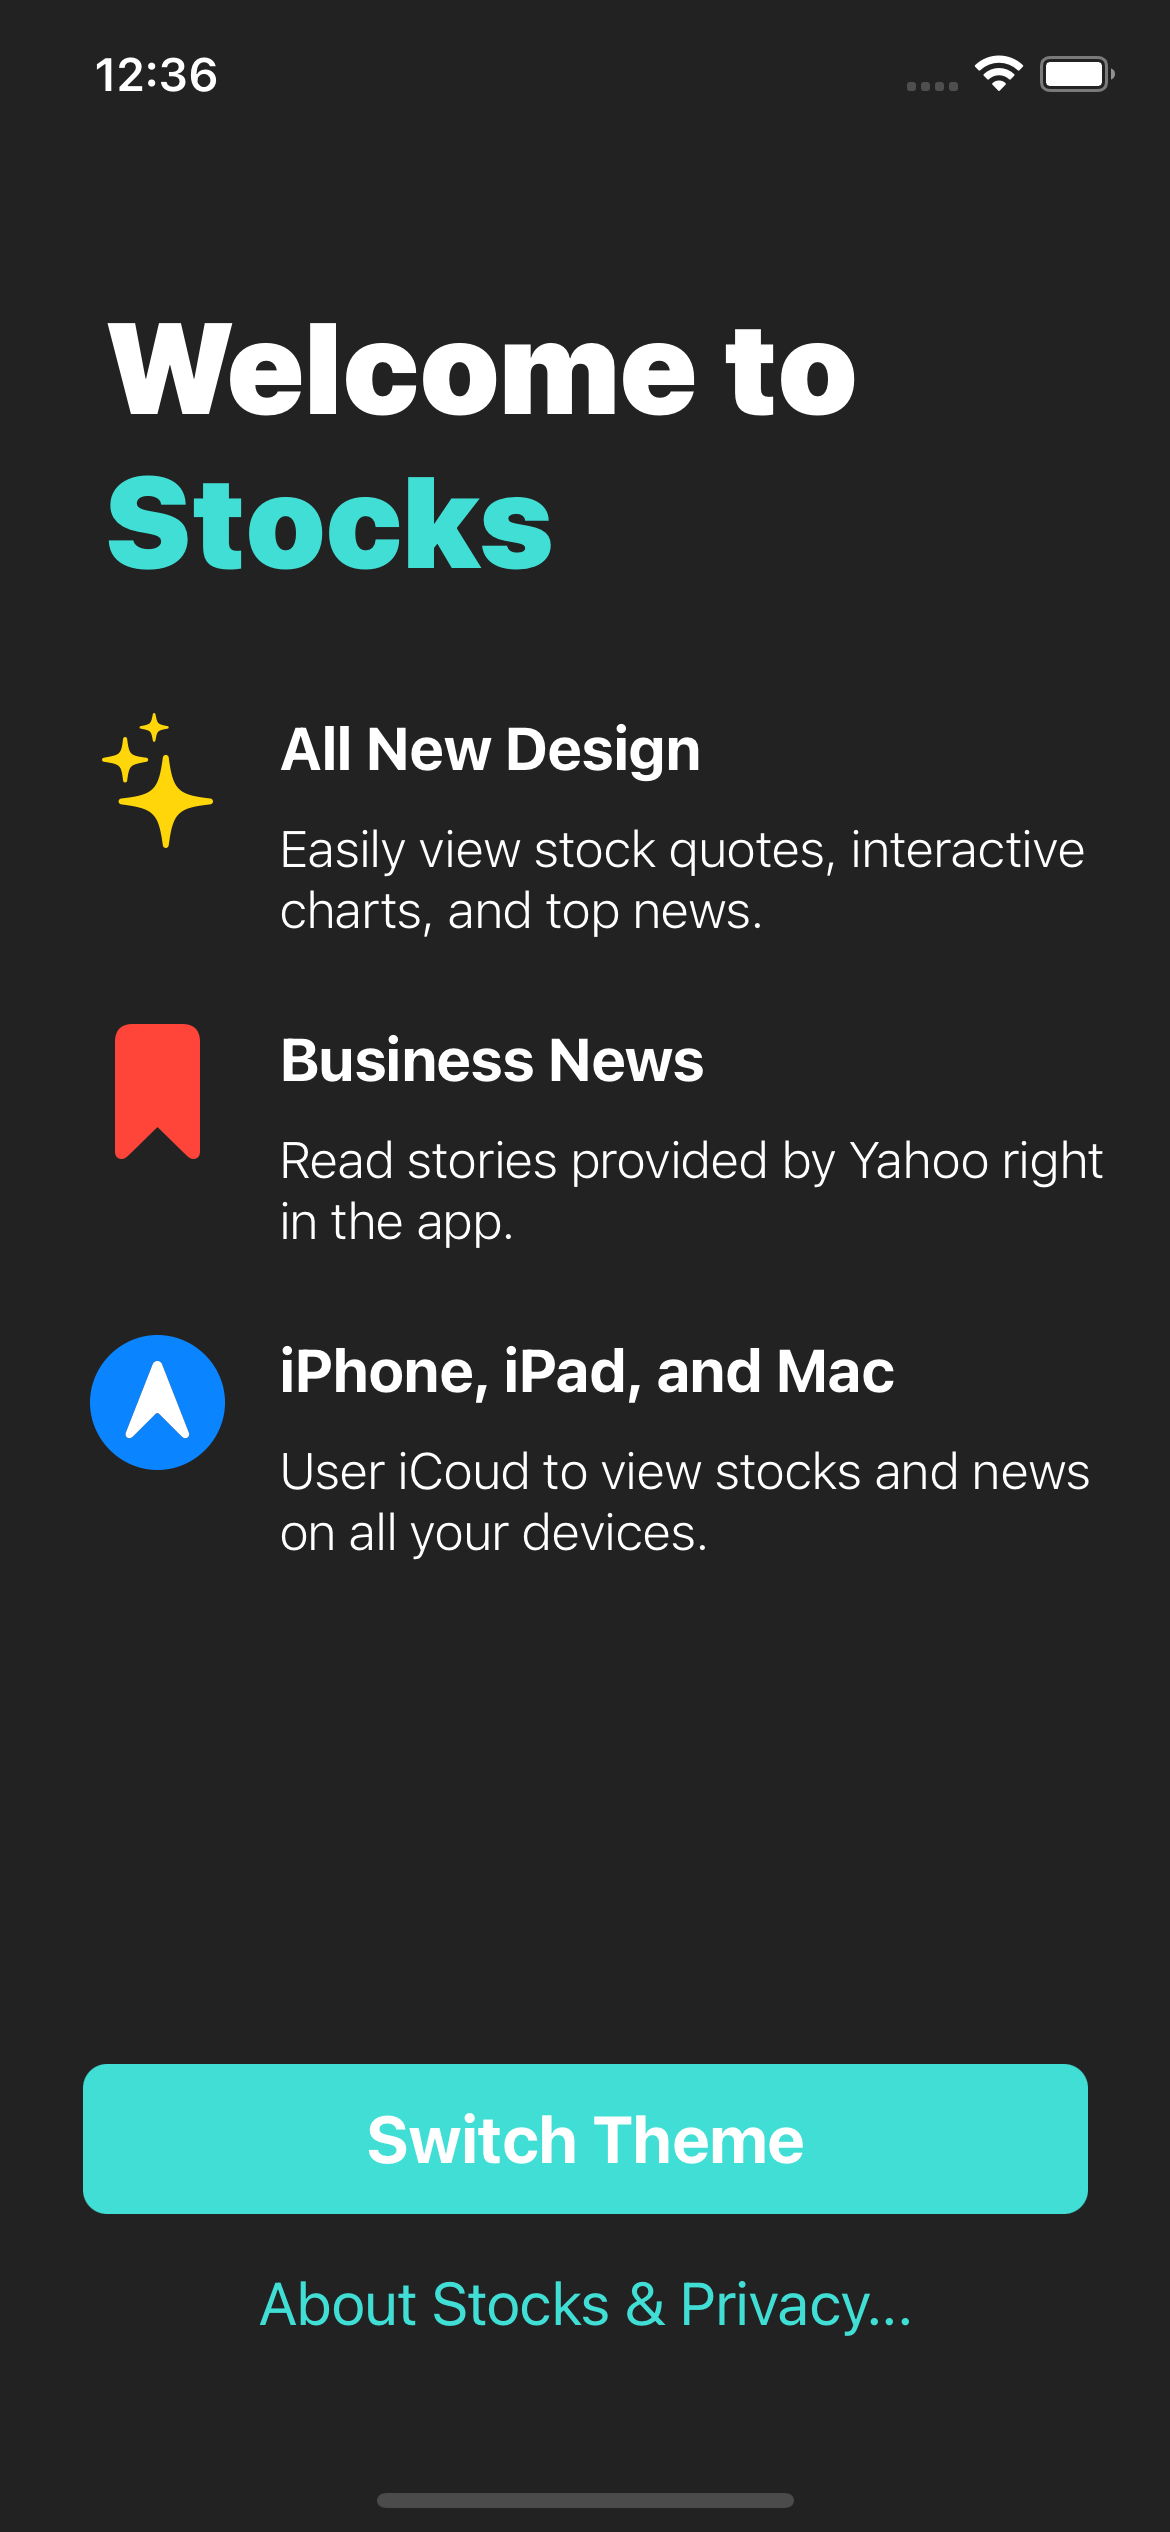 12:36
Welcome to
Stocks
All New Design
Easily view stock quotes, interactive
charts, and top news.
Business News
Read stories provided by Yahoo right
in the app.
iPhone, iPad, and Mac
User iCoud to view stocks and news
on all your devices.
Switch Theme
About Stocks & Privacy...